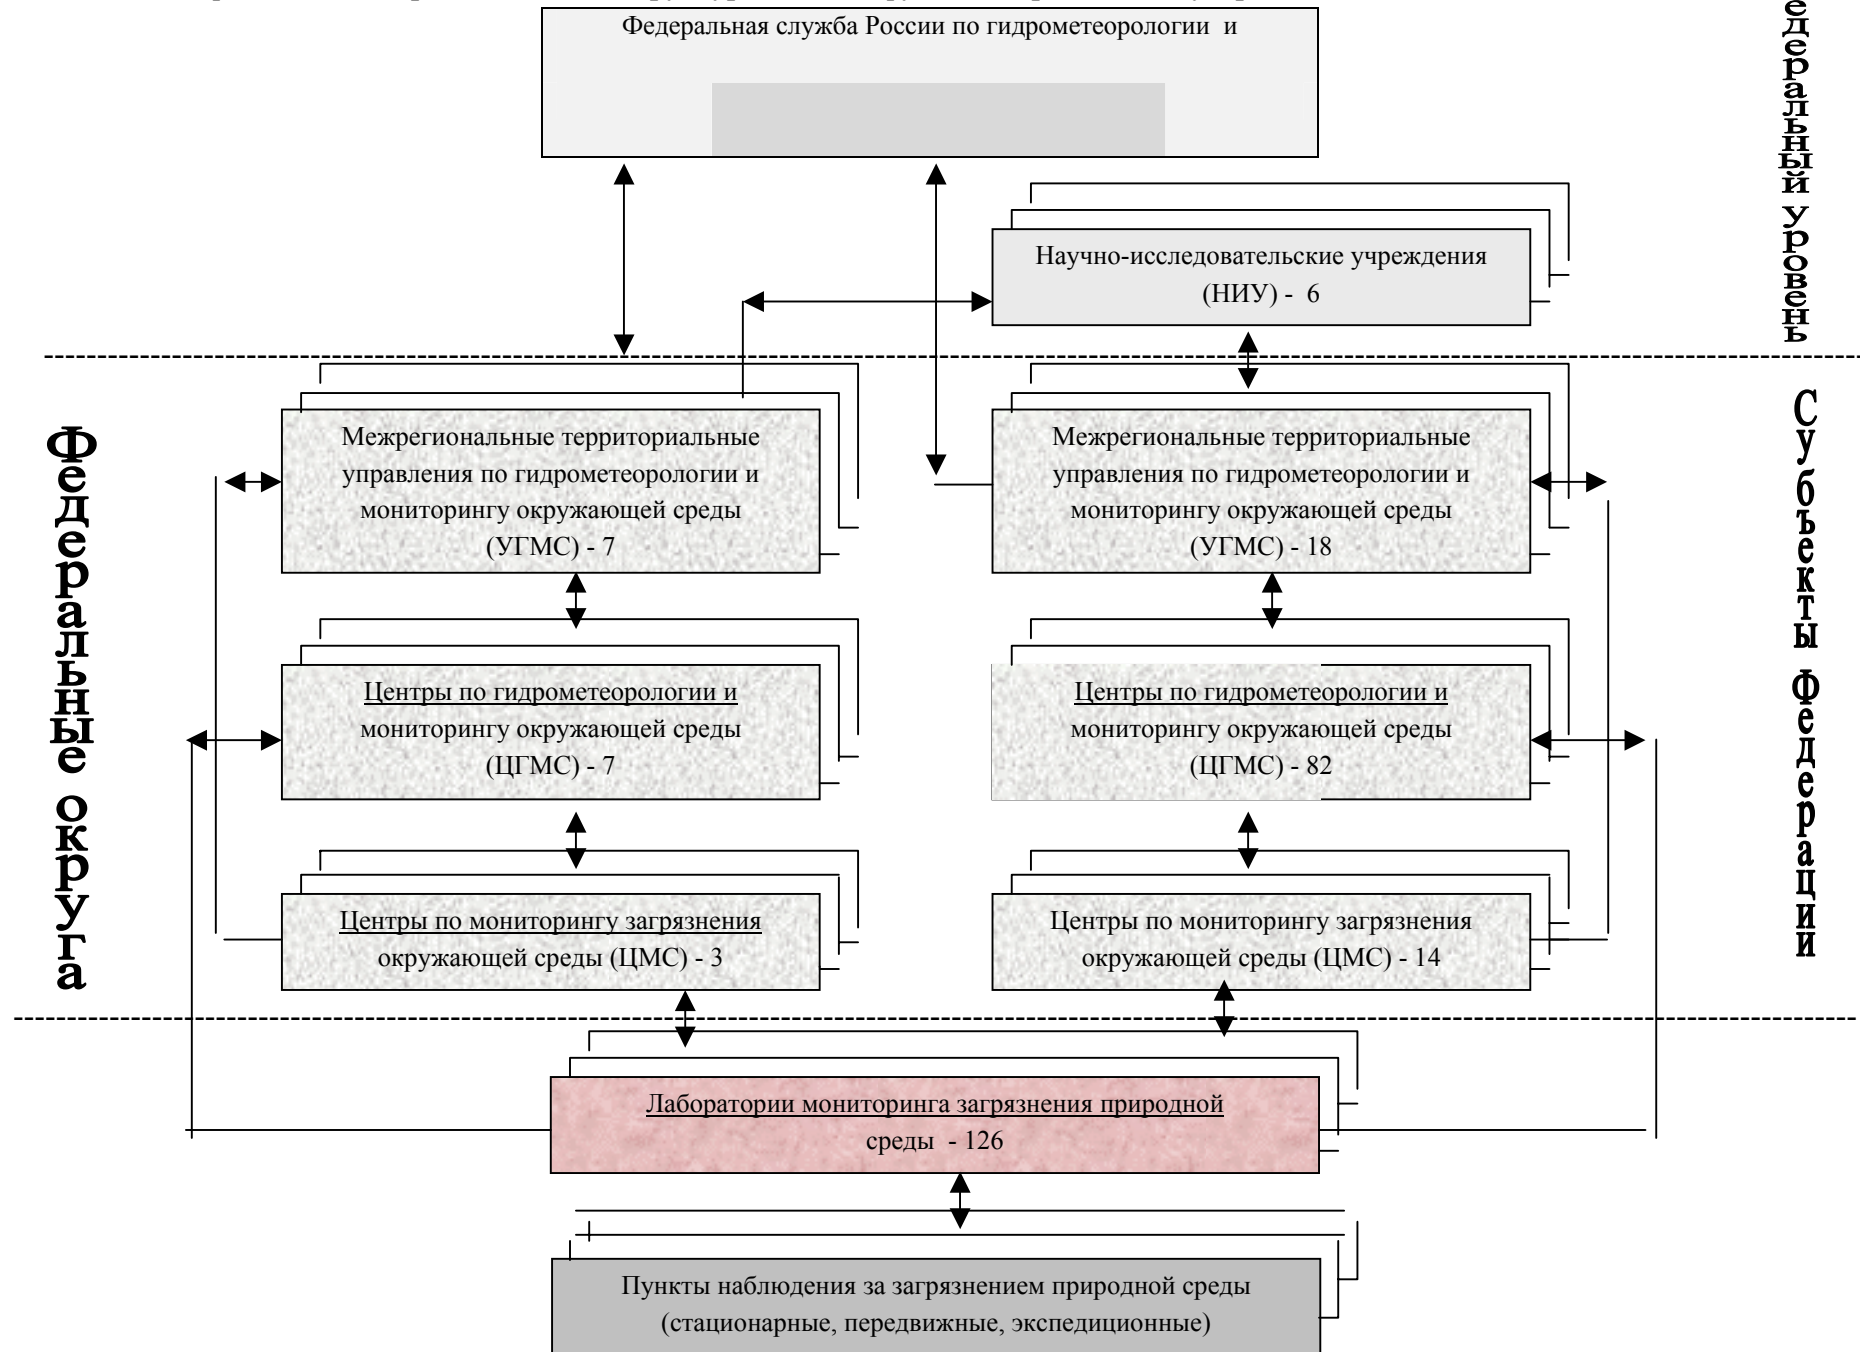 Федеральная служба России по гидрометеорологии и
едеральный уровень
Научно-исследовательские учреждения
(НИУ) - 6
Федеральные округа
Межрегиональные территориальные
управления по гидрометеорологии и
мониторингу окружающей среды
(УГМС) - 7
Межрегиональные территориальные
управления по гидрометеорологии и
мониторингу окружающей среды
(УГМС) - 18
Субъекты Федерации
Центры по гидрометеорологии и
мониторингу окружающей среды
(ЦГМС) - 7
Центры по гидрометеорологии и
мониторингу окружающей среды
(ЦГМС) - 82
Центры по мониторингу загрязнения
окружающей среды (ЦМС) - 3
Центры по мониторингу загрязнения
окружающей среды (ЦМС) - 14
Лаборатории мониторинга загрязнения природной
среды - 126
Пункты наблюдения за загрязнением природной среды
(стационарные, передвижные, экспедиционные)